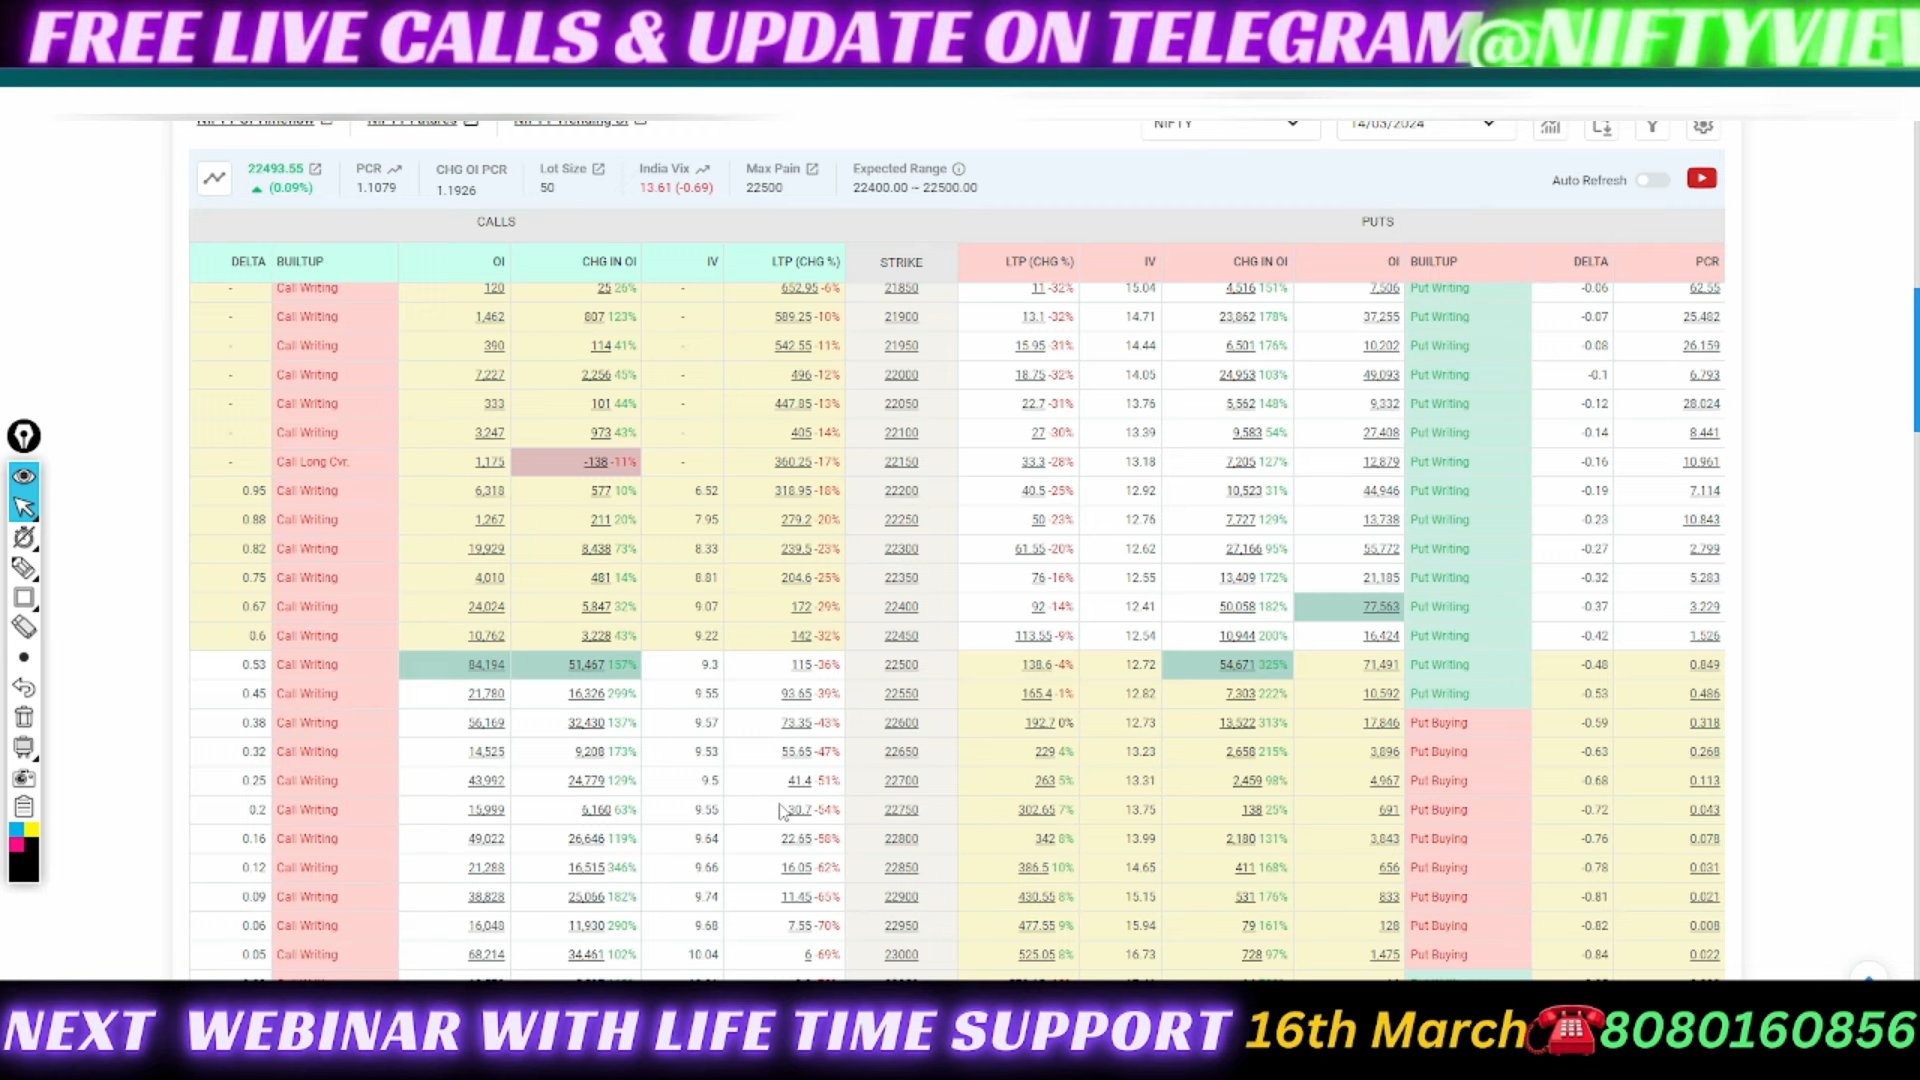 FREE LIVE CALLS & UPDATE ON TELEGRAM@NIFTYVIEW
NIFTY 14/03/2024
22493.55 PCR CHG OI PCR Lot Size India Vix Max Pain Expected Range
(0.09%) 1.1079 1.1926 50 13.61 (-0.69) 22500 22400.00 ~ 22500.00 Auto Refresh
CALLS PUTS
DELTA BUILTUP OI CHG IN OI IV LTP (CHG %) STRIKE LTP (CHG %) IV CHG IN OI OI BUILTUP DELTA PCR
- Call Writing 120 25 26% - 652.95 -6% 21850 11 -32% 15.04 4,516 151% 7,506 Put Writing -0.06 62.55
- Call Writing 1,462 807 123% - 589.25 -10% 21900 13.1 -32% 14.71 23,862 178% 37,255 Put Writing -0.07 25.482
- Call Writing 390 114 41% - 542.55 -11% 21950 15.95 -31% 14.44 6,501 176% 10,202 Put Writing -0.08 26.159
- Call Writing 7,227 2,256 45% - 496 -12% 22000 18.75 -32% 14.05 24,953 103% 49,093 Put Writing -0.1 6.793
- Call Writing 333 101 44% - 447.85 -13% 22050 22.7 -31% 13.76 5,562 148% 9,332 Put Writing -0.12 28.024
- Call Writing 3,247 973 43% - 405 -14% 22100 27 -30% 13.39 9,583 54% 27,408 Put Writing -0.14 8.441
- Call Long Cvr. 1,175 -138 -11% - 360.25 -17% 22150 33.3 -28% 13.18 7,205 127% 12,879 Put Writing -0.16 10.961
0.95 Call Writing 6,318 577 10% 6.52 318.95 -18% 22200 40.5 -25% 12.92 10,523 31% 44,946 Put Writing -0.19 7.114
0.88 Call Writing 1,267 211 20% 7.95 279.2 -20% 22250 50 -23% 12.76 7,727 129% 13,738 Put Writing -0.23 10.843
0.82 Call Writing 19,929 8,438 73% 8.33 239.5 -23% 22300 61.55 -20% 12.62 27,166 95% 55,772 Put Writing -0.27 2.799
0.75 Call Writing 4,010 481 14% 8.81 204.6 -25% 22350 76 -16% 12.55 13,409 172% 21,185 Put Writing -0.32 5.283
0.67 Call Writing 24,024 5,847 32% 9.07 172 -29% 22400 92 -14% 12.41 50,058 182% 77,563 Put Writing -0.37 3.229
0.6 Call Writing 10,762 3,228 43% 9.22 142 -32% 22450 113.55 -9% 12.54 10,944 200% 16,424 Put Writing -0.42 1.526
0.53 Call Writing 84,194 51,467 157% 9.3 115 -36% 22500 138.6 -4% 12.72 54,671 325% 71,491 Put Writing -0.48 0.849
0.45 Call Writing 21,780 16,326 299% 9.55 93.65 -39% 22550 165.4 -1% 12.82 7,303 222% 10,592 Put Writing -0.53 0.486
0.38 Call Writing 56,169 32,430 137% 9.57 73.35 -43% 22600 192.7 0% 12.73 13,522 313% 17,846 Put Buying -0.59 0.318
0.32 Call Writing 14,525 9,208 173% 9.53 55.65 -47% 22650 229 4% 13.23 2,658 215% 3,896 Put Buying -0.63 0.268
0.25 Call Writing 43,992 24,779 129% 9.5 41.4 -51% 22700 263 5% 13.31 2,459 98% 4,967 Put Buying -0.68 0.113
0.2 Call Writing 15,999 6,160 63% 9.55 30.7 -54% 22750 302.65 7% 13.75 138 25% 691 Put Buying -0.72 0.043
0.16 Call Writing 49,022 26,646 119% 9.64 22.65 -58% 22800 342 8% 13.99 2,180 131% 3,843 Put Buying -0.76 0.078
0.12 Call Writing 21,288 16,515 346% 9.66 16.05 -62% 22850 386.5 10% 14.65 411 168% 656 Put Buying -0.78 0.031
0.09 Call Writing 38,828 25,066 182% 9.74 11.45 -65% 22900 430.55 8% 15.15 531 176% 833 Put Buying -0.81 0.021
0.06 Call Writing 16,048 11,930 290% 9.68 7.55 -70% 22950 477.55 9% 15.94 79 161% 128 Put Buying -0.82 0.008
0.05 Call Writing 68,214 34,461 102% 10.04 6 -69% 23000 525.05 8% 16.73 728 97% 1,475 Put Buying -0.84 0.022
NEXT WEBINAR WITH LIFE TIME SUPPORT 16th March 8080160856